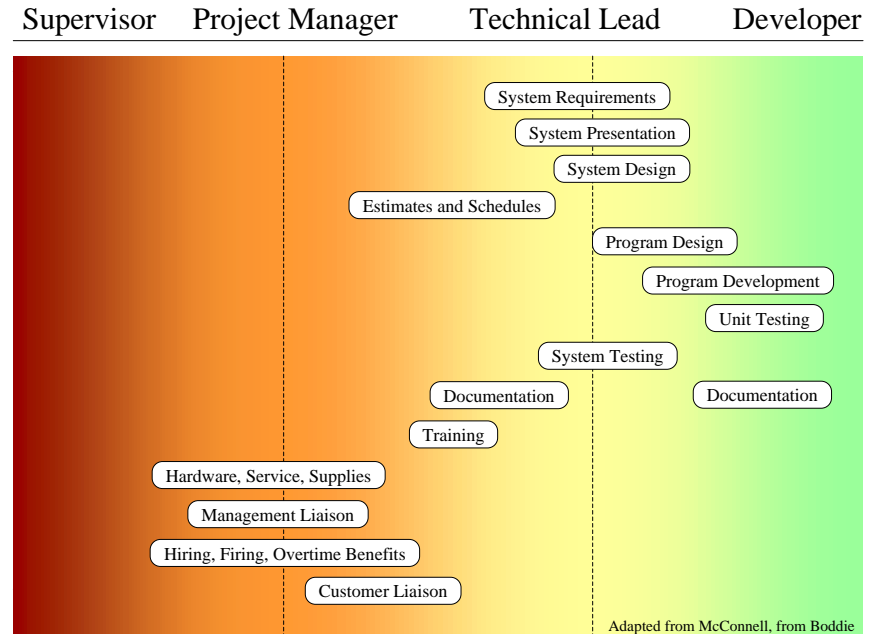 Supervisor Project Manager Technical Lead Developer
System Requirements
System Presentation
System Design
Estimates and Schedules
Program Design
Program Development
Unit Testing
System Testing
Documentation Documentation
Training
Hardware, Service, Supplies
Management Liaison
Hiring, Firing, Overtime Benefits
Customer Liaison
Adapted from McConnell, from Boddie